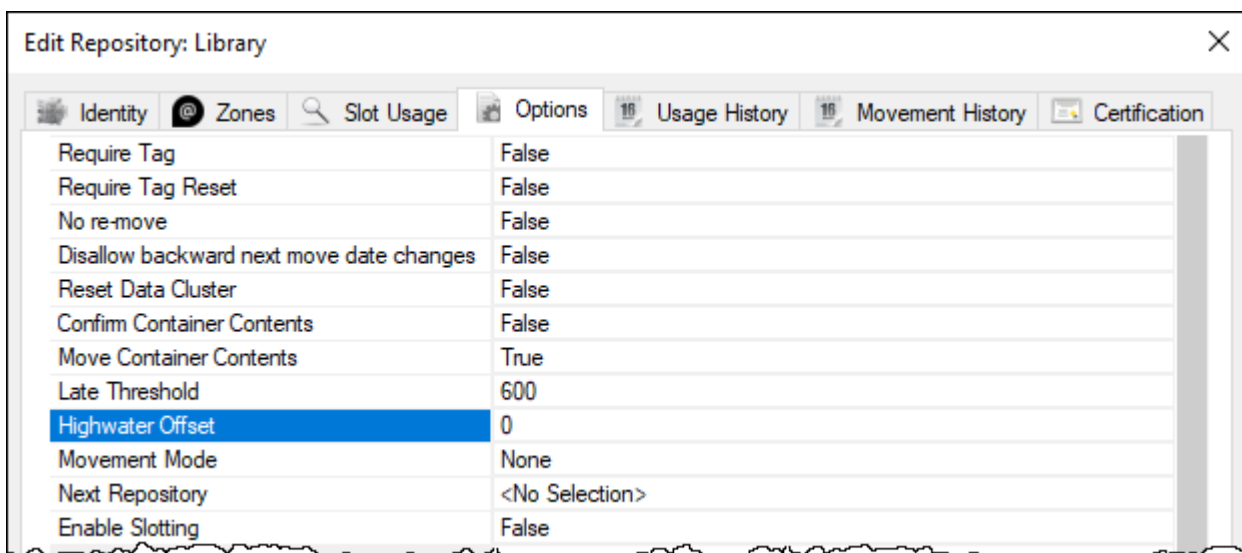 Edit Repository: Library
Identity Zones Slot Usage Options Usage History Movement History Certification
Require Tag False
Require Tag Reset False
No re-move False
Disallow backward next move date changes False
Reset Data Cluster False
Confirm Container Contents False
Move Container Contents True
Late Threshold 600
Highwater Offset 0
Movement Mode None
Next Repository <No Selection>
Enable Slotting False